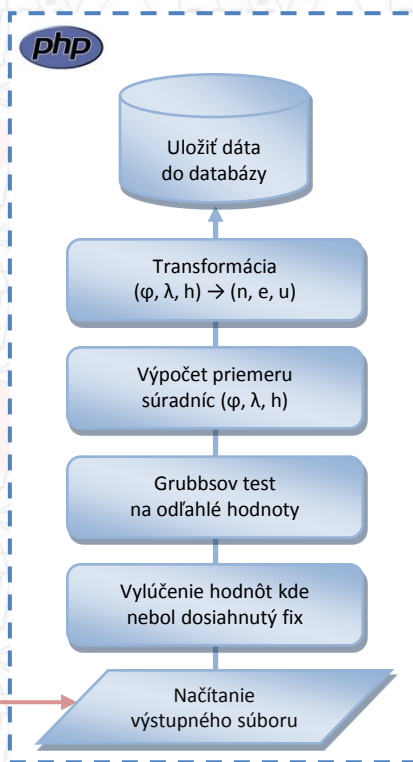 php
Uložiť dáta
do databázy
Transformácia
(φ, λ, h) → (n, e, u)
Výpočet priemeru
súradníc (φ, λ, h)
Grubbsov test
na odľahlé hodnoty
Vylúčenie hodnôt kde
nebol dosiahnutý fix
Načítanie
výstupného súboru